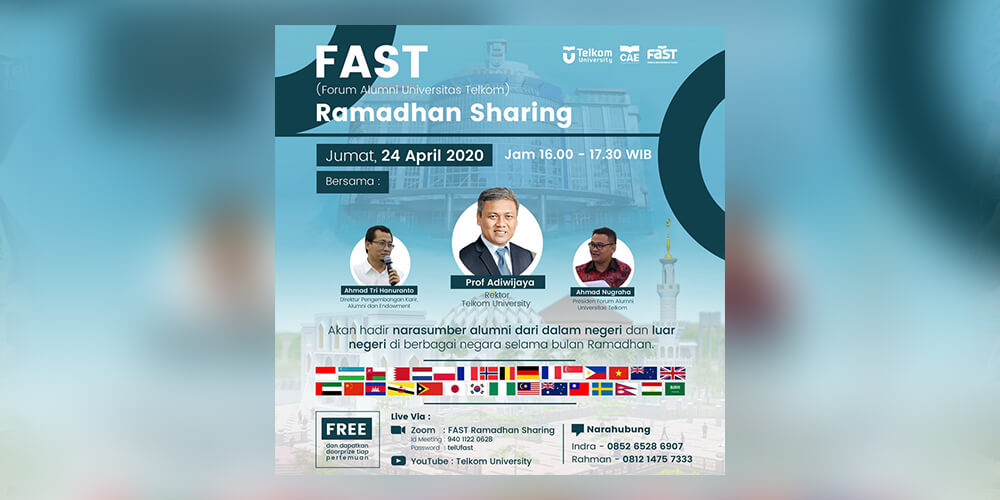 FAST
(Forum Alumni Universitas Telkom)
Ramadhan Sharing
Telkom
University
CAE
FAST
Jumat, 24 April 2020
Jam 16.00 - 17.30 WIB
Bersama :
Ahmad Tri Hanuranto
Direktur Pengembangan Karir,
Alumni dan Endowment
Prof Adiwijaya
Rektor
Telkom University
Ahmad Nugraha
Presiden Forum Alumni
Universitas Telkom
Akan hadir narasumber alumni dari dalam negeri dan luar
negeri di berbagai negara selama bulan Ramadhan.
FREE
dan dapatkan
doorprize tiap
pertemuan
Live Via :
Zoom : FAST Ramadhan Sharing
Id Meeting : 940 1122 0628
Password : telUfast
YouTube : Telkom University
Narahubung
Indra - 0852 6528 6907
Rahman - 0812 1475 7333